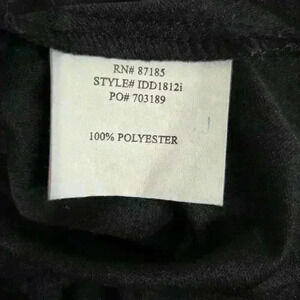 RN# 87185
STYLE# IDD1812i
PO# 703189
100% POLYESTER